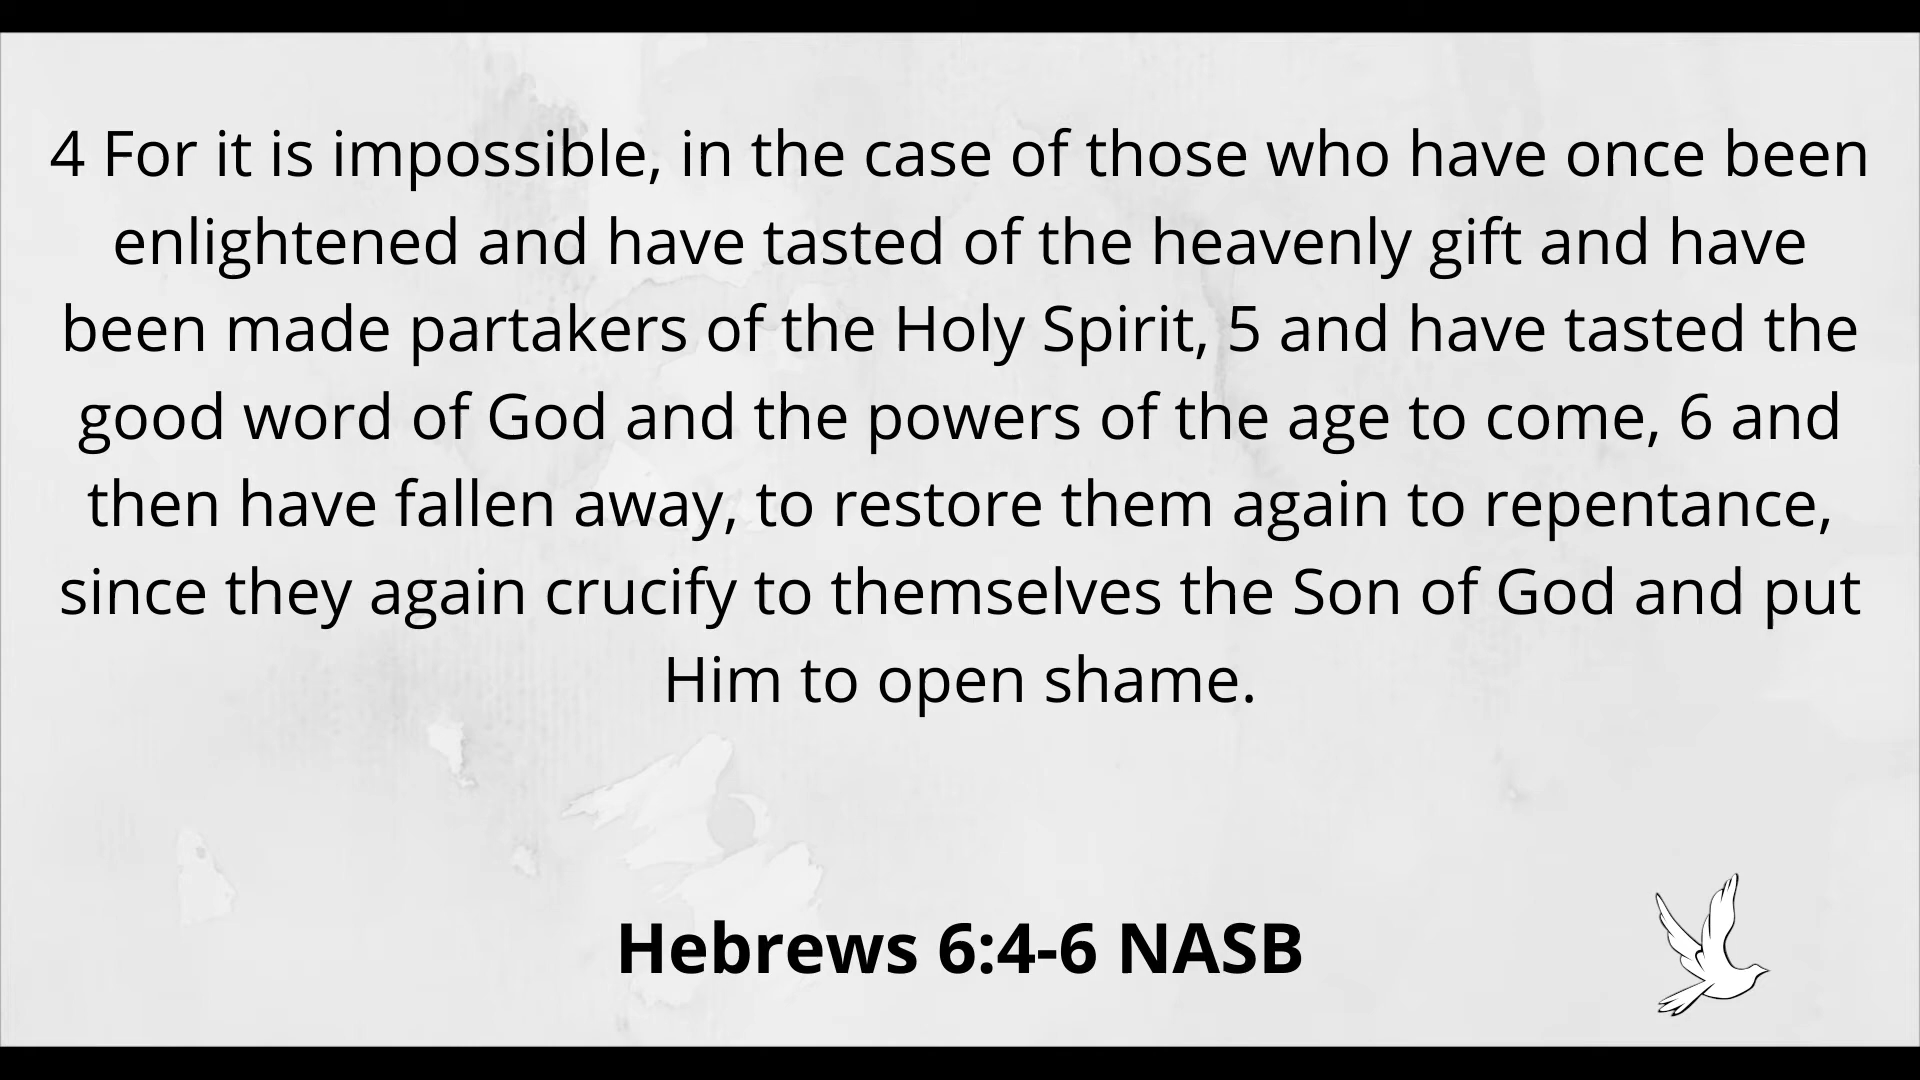 4 For it is impossible, in the case of those who have once been
enlightened and have tasted of the heavenly gift and have
been made partakers of the Holy Spirit, 5 and have tasted the
good word of God and the powers of the age to come, 6 and
then have fallen away, to restore them again to repentance,
since they again crucify to themselves the Son of God and put
Him to open shame.
Hebrews 6:4-6 NASB